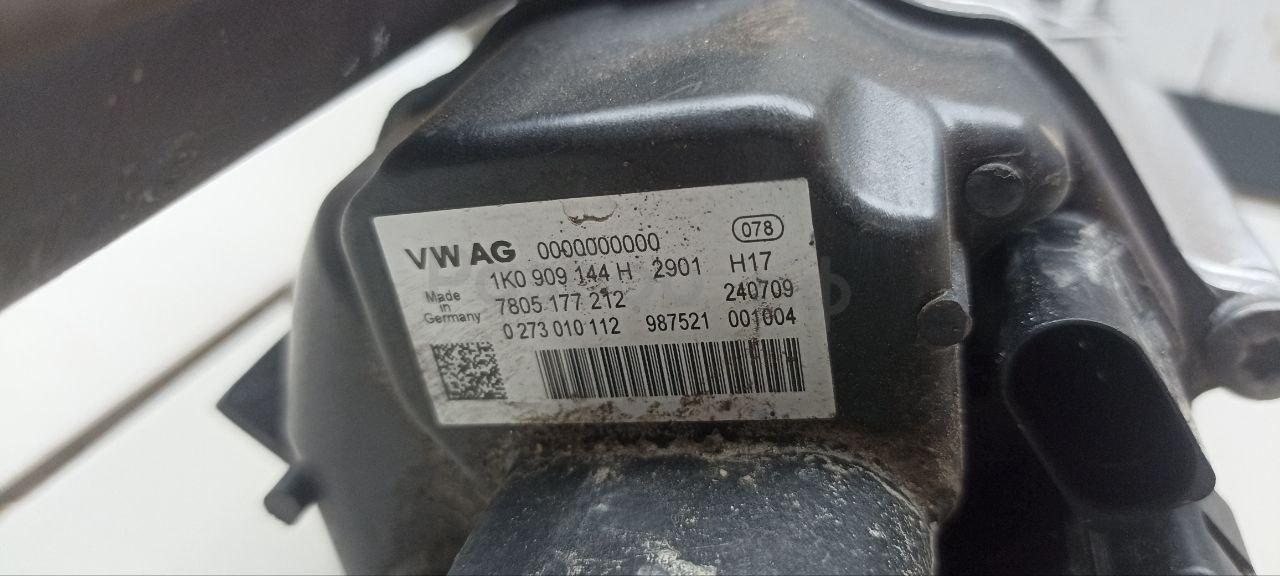 VW AG 0000000000 078
1K0 909 144 H 2901 H17
Made in Germany
7805 177 212 240709
0 273 010 112 987521 001004